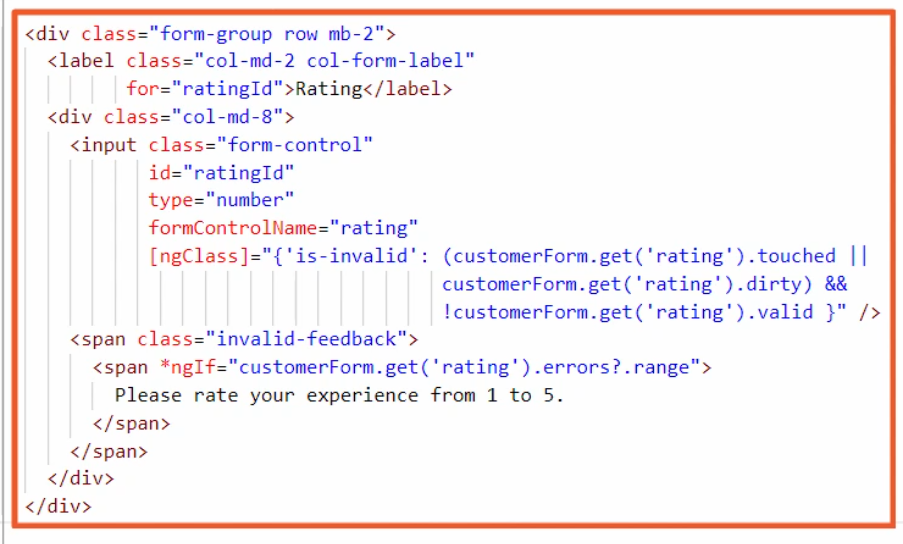 <div class="form-group row mb-2">
<label class="col-md-2 col-form-label"
for="ratingId">Rating</label>
<div class="col-md-8">
<input class="form-control"
id="ratingId"
type="number"
formControlName="rating"
[ngClass]="{'is-invalid': (customerForm.get('rating').touched ||
customerForm.get('rating').dirty) &&
!customerForm.get('rating').valid }" />
<span class="invalid-feedback">
<span *ngIf="customerForm.get('rating').errors?.range">
Please rate your experience from 1 to 5.
</span>
</span>
</div>
</div>